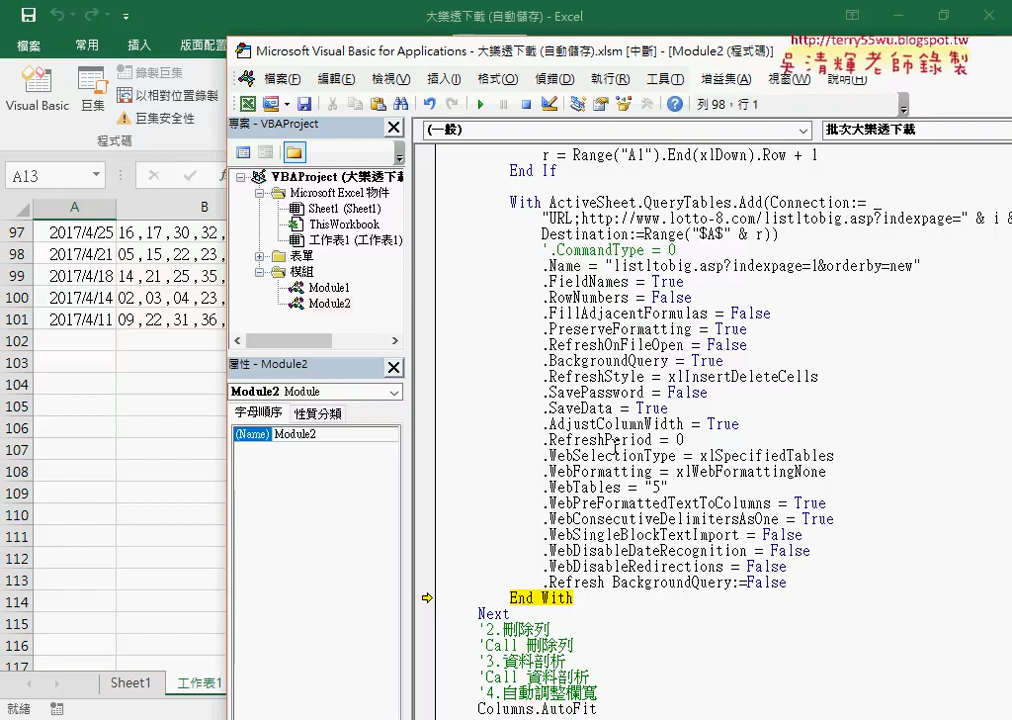 大樂透下載 (自動儲存) - Excel
檔案 常用 插入 版面配置
Visual Basic 巨集 錄製巨集
以相對位置錄製
巨集安全性
程式碼
A13
A B
97 2017/4/25 16 , 17 , 30 , 32 ,
98 2017/4/21 05 , 15 , 22 , 23 ,
99 2017/4/18 14 , 21 , 25 , 35 ,
100 2017/4/14 02 , 03 , 04 , 23 ,
101 2017/4/11 09 , 22 , 31 , 36 ,
102
103
104
105
106
107
108
109
110
111
112
113
114
115
116
117
Sheet1 工作表1
就緒
Microsoft Visual Basic for Applications - 大樂透下載 (自動儲存).xlsm [中斷] - [Module2 (程式碼)]
http://terry55wu.blogspot.tw
吳清輝老師錄製
檔案(F) 編輯(E) 檢視(V) 插入(I) 格式(O) 偵錯(D) 執行(R) 工具(T) 增益集(A) 視窗(W) 說明(H)
列 98，行 1
專案 - VBAProject
VBAProject (大樂透下載
Microsoft Excel 物件
Sheet1 (Sheet1)
ThisWorkbook
工作表1 (工作表1)
表單
模組
Module1
Module2
屬性 - Module2
Module2 Module
字母順序 性質分類
(Name) Module2
(一般) 批次大樂透下載
r = Range("A1").End(xlDown).Row + 1
End If
With ActiveSheet.QueryTables.Add(Connection:= _
"URL;http://www.lotto-8.com/listltobig.asp?indexpage=" & i &
Destination:=Range("$A$" & r))
'.CommandType = 0
.Name = "listltobig.asp?indexpage=1&orderby=new"
.FieldNames = True
.RowNumbers = False
.FillAdjacentFormulas = False
.PreserveFormatting = True
.RefreshOnFileOpen = False
.BackgroundQuery = True
.RefreshStyle = xlInsertDeleteCells
.SavePassword = False
.SaveData = True
.AdjustColumnWidth = True
.RefreshPeriod = 0
.WebSelectionType = xlSpecifiedTables
.WebFormatting = xlWebFormattingNone
.WebTables = "5"
.WebPreFormattedTextToColumns = True
.WebConsecutiveDelimitersAsOne = True
.WebSingleBlockTextImport = False
.WebDisableDateRecognition = False
.WebDisableRedirections = False
.Refresh BackgroundQuery:=False
End With
Next
'2.刪除列
'Call 刪除列
'3.資料剖析
'Call 資料剖析
'4.自動調整欄寬
Columns.AutoFit